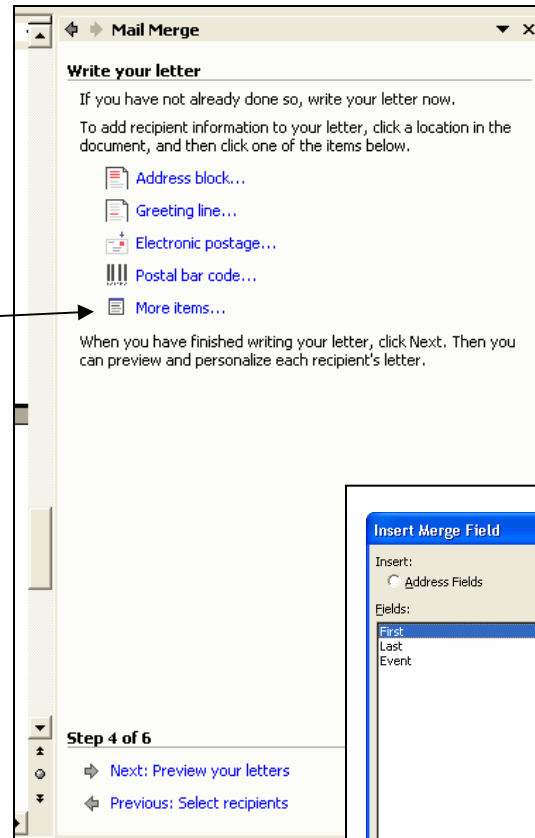 Mail Merge
Write your letter
If you have not already done so, write your letter now.
To add recipient information to your letter, click a location in the
document, and then click one of the items below.
Address block...
Greeting line...
Electronic postage...
Postal bar code...
More items...
When you have finished writing your letter, click Next. Then you
can preview and personalize each recipient's letter.
Insert Merge Field
Insert:
Address Fields
Fields:
First
Last
Event
Step 4 of 6
Next: Preview your letters
Previous: Select recipients